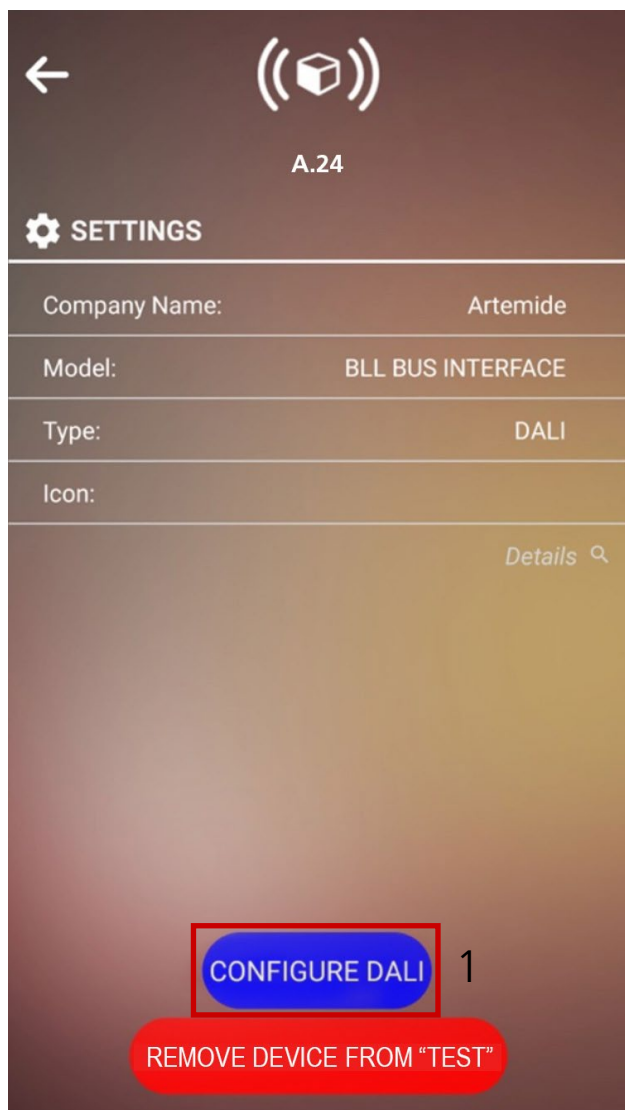 A.24
SETTINGS
Company Name: Artemide
Model: BLL BUS INTERFACE
Type: DALI
Icon:
Details
CONFIGURE DALI 1
REMOVE DEVICE FROM “TEST”